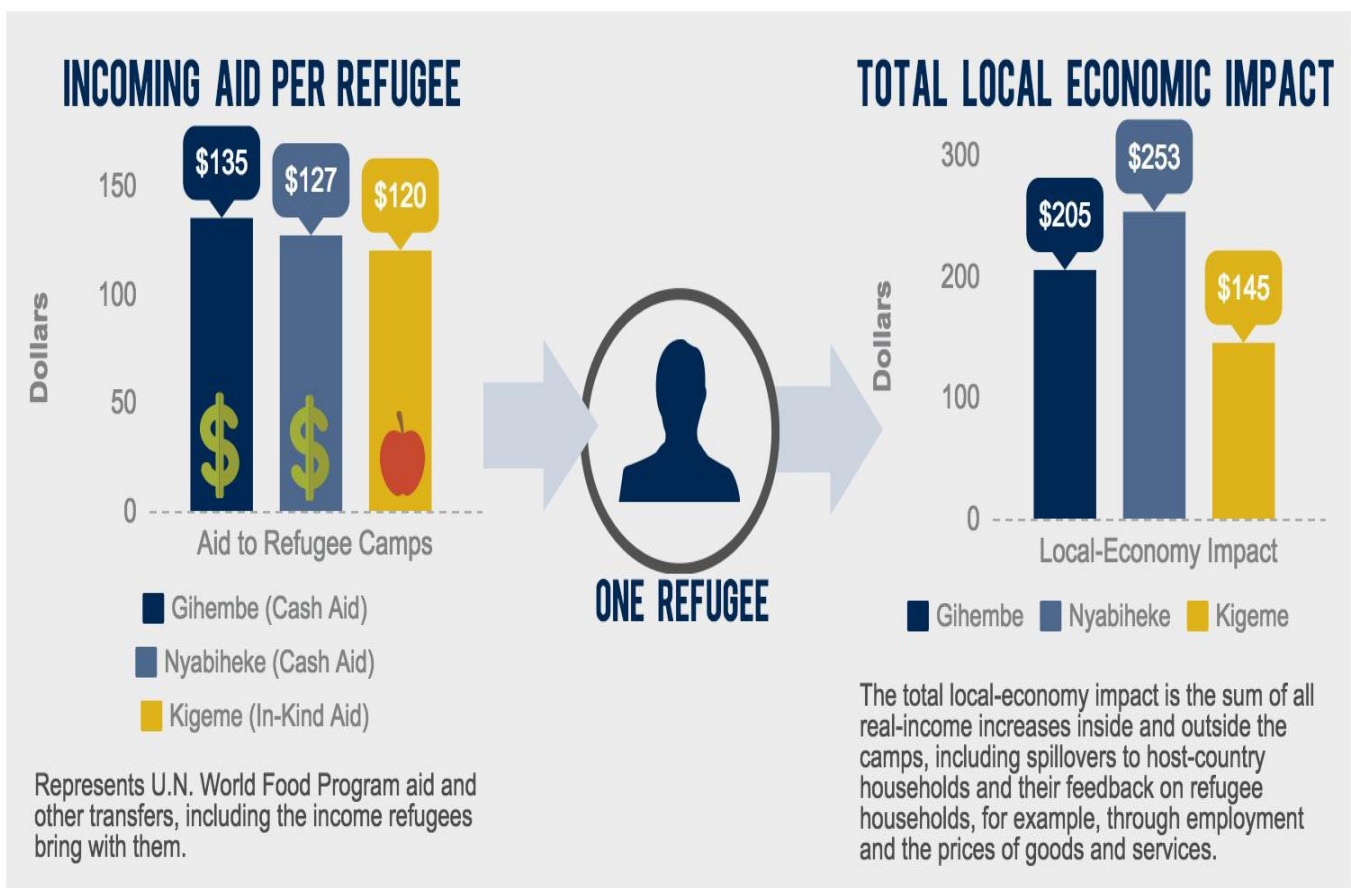 INCOMING AID PER REFUGEE
$135
$127
$120
150
100
50
0
Dollars
Aid to Refugee Camps
Gihembe (Cash Aid)
Nyabiheke (Cash Aid)
Kigeme (In-Kind Aid)
Represents U.N. World Food Program aid and
other transfers, including the income refugees
bring with them.
$
$
ONE REFUGEE
TOTAL LOCAL ECONOMIC IMPACT
$205
$253
$145
300
200
100
0
Dollars
Local-Economy Impact
Gihembe
Nyabiheke
Kigeme
The total local-economy impact is the sum of all
real-income increases inside and outside the
camps, including spillovers to host-country
households and their feedback on refugee
households, for example, through employment
and the prices of goods and services.